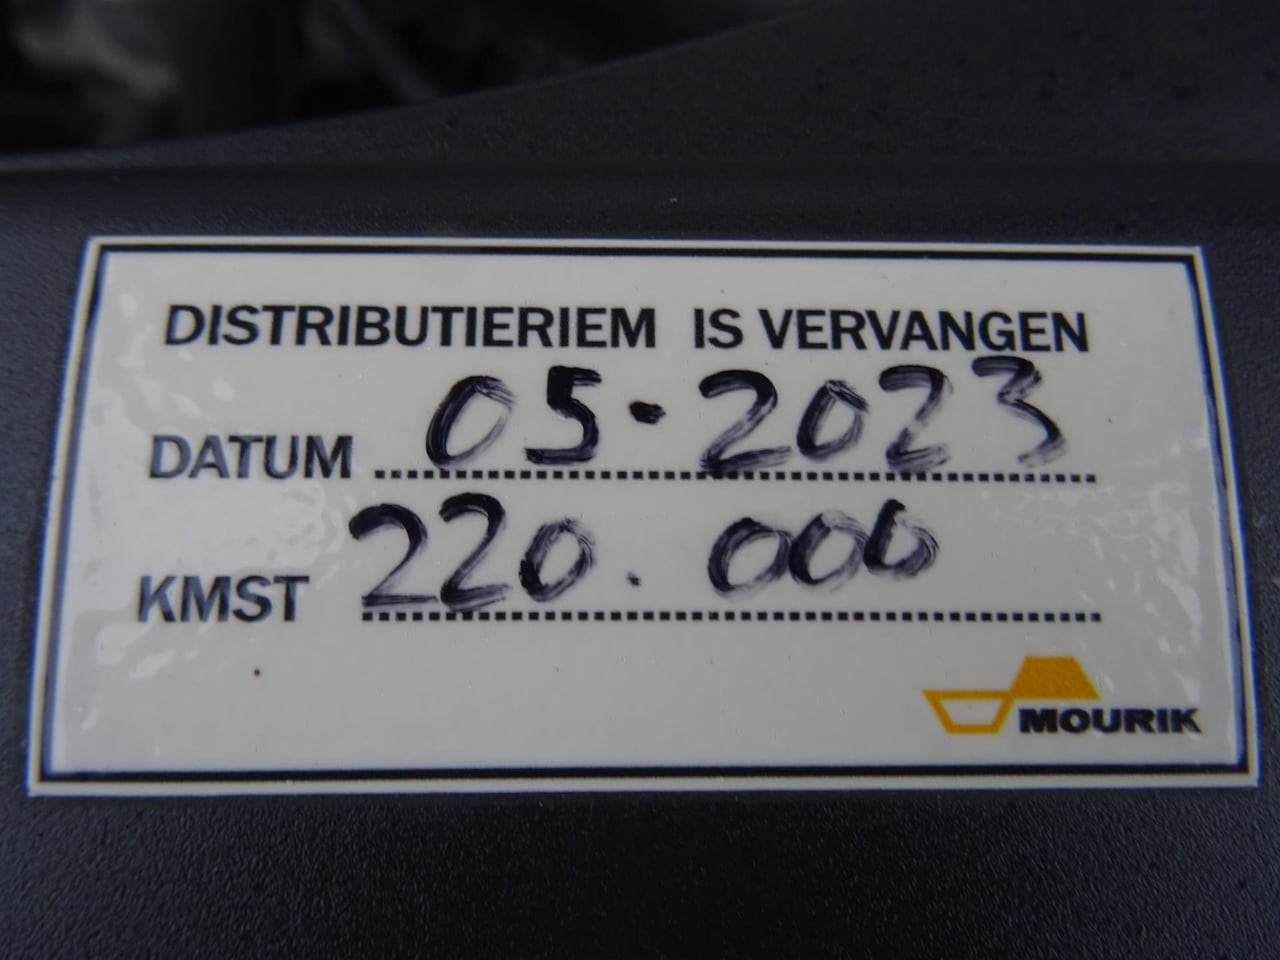 DISTRIBUTIERIEM IS VERVANGEN
DATUM 05-2023
KMST 220.000
MOURIK